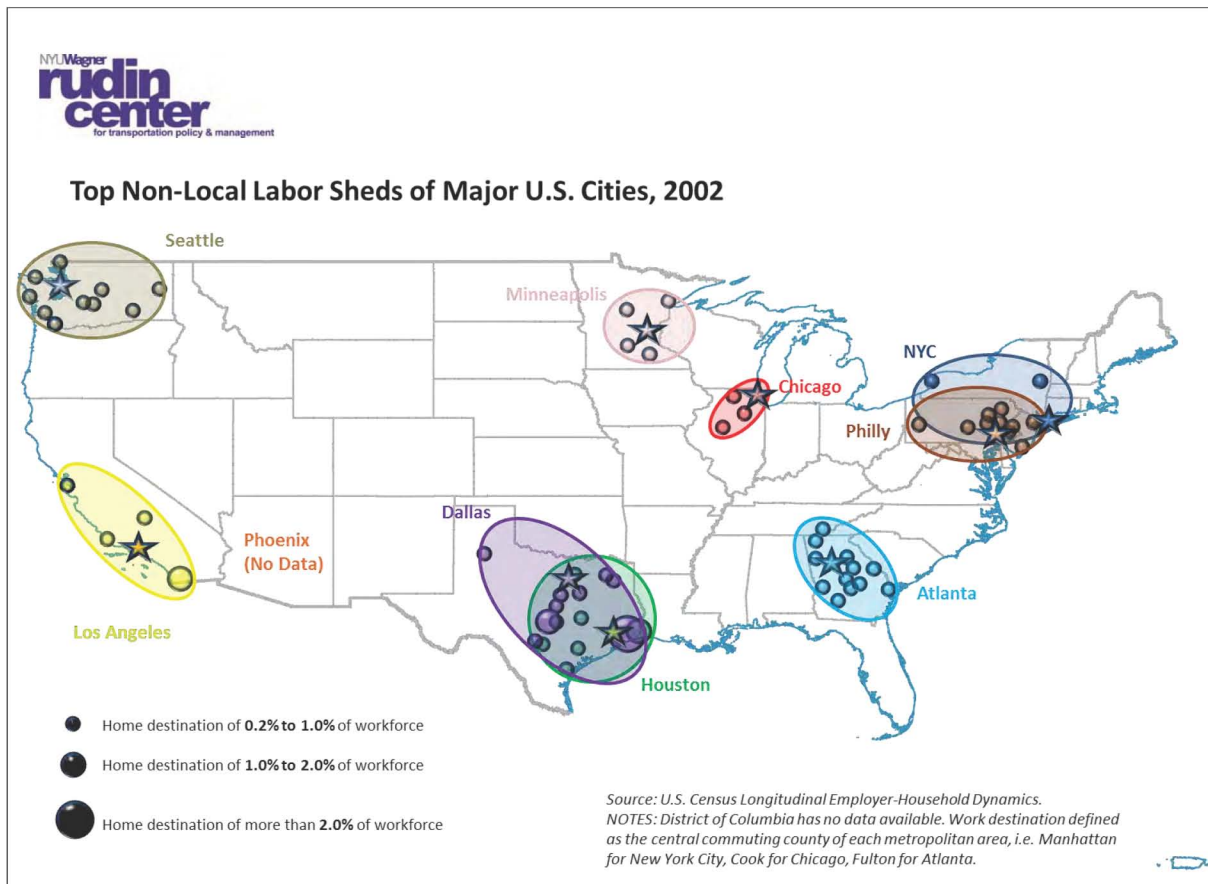 NYUWagner
rudin
center
for transportation policy & management
Top Non-Local Labor Sheds of Major U.S. Cities, 2002
Seattle
Minneapolis
NYC
Chicago
Philly
Dallas
Phoenix
(No Data)
Atlanta
Los Angeles
Houston
Home destination of 0.2% to 1.0% of workforce
Home destination of 1.0% to 2.0% of workforce
Home destination of more than 2.0% of workforce
Source: U.S. Census Longitudinal Employer-Household Dynamics.
NOTES: District of Columbia has no data available. Work destination defined
as the central commuting county of each metropolitan area, i.e. Manhattan
for New York City, Cook for Chicago, Fulton for Atlanta.